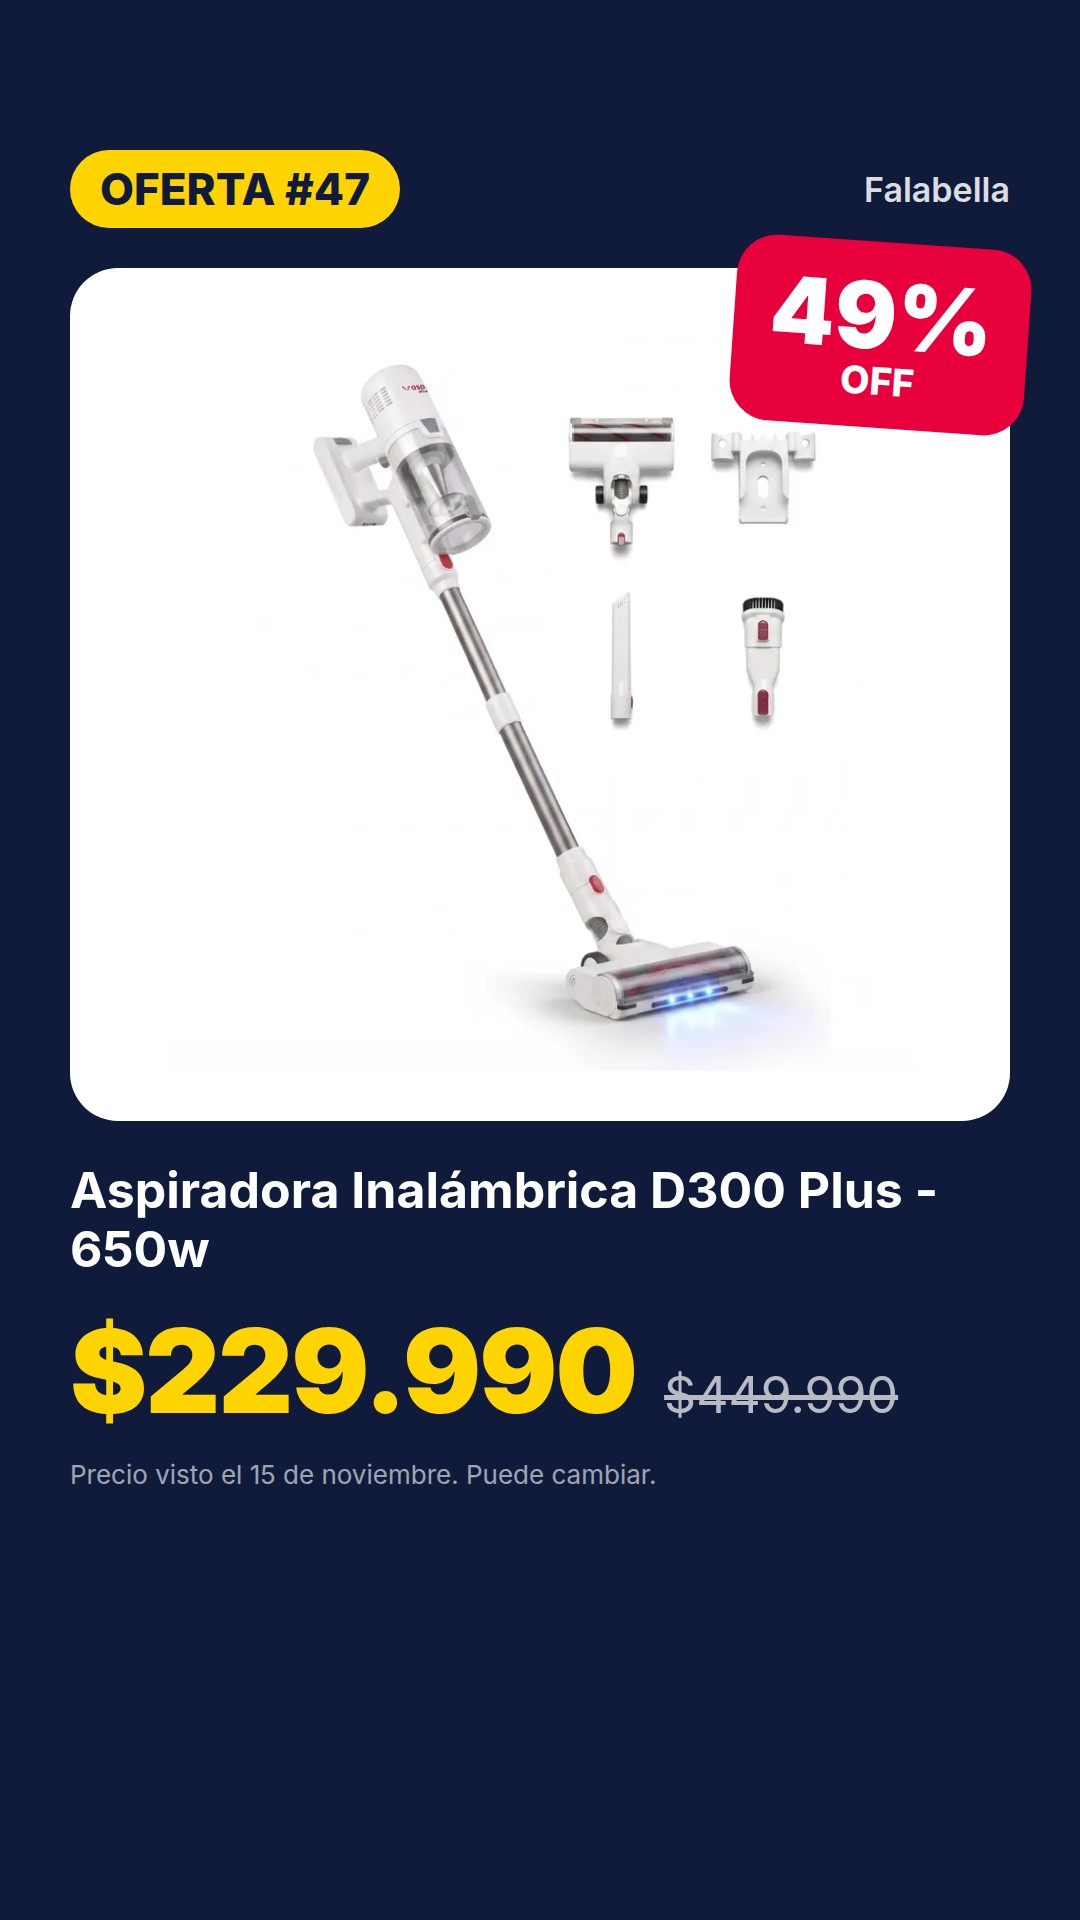 OFERTA #47
Falabella
49%
OFF
Aspiradora Inalámbrica D300 Plus -
650w
$229.990 $449.990
Precio visto el 15 de noviembre. Puede cambiar.